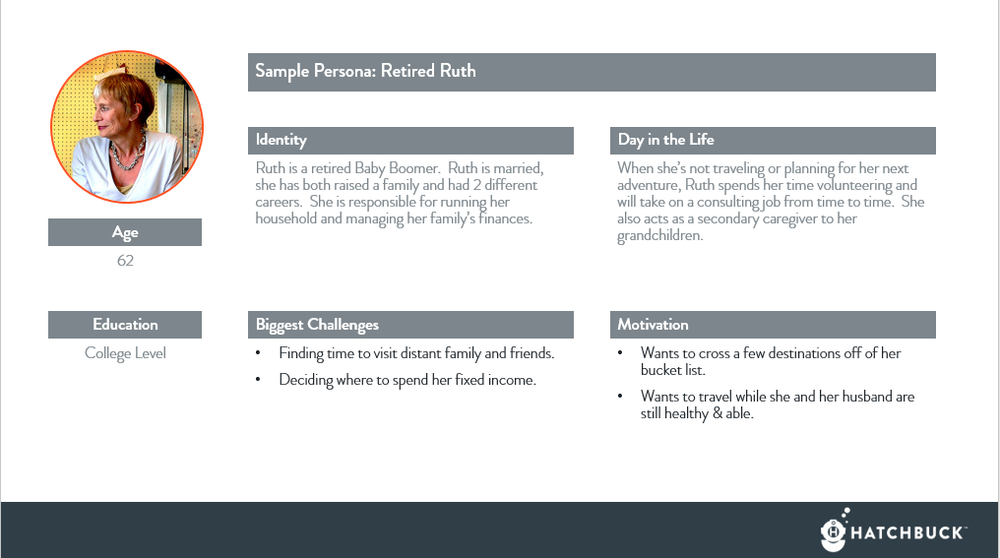 Sample Persona: Retired Ruth
Identity
Ruth is a retired Baby Boomer.  Ruth is married,
she has both raised a family and had 2 different
careers.  She is responsible for running her
household and managing her family's finances.
Day in the Life
When she's not traveling or planning for her next
adventure, Ruth spends her time volunteering and
will take on a consulting job from time to time.  She
also acts as a secondary caregiver to her
grandchildren.
Age
62
Education
College Level
Biggest Challenges
• Finding time to visit distant family and friends.
• Deciding where to spend her fixed income.
Motivation
• Wants to cross a few destinations off of her
bucket list.
• Wants to travel while she and her husband are
still healthy & able.
H HATCHBUCK™